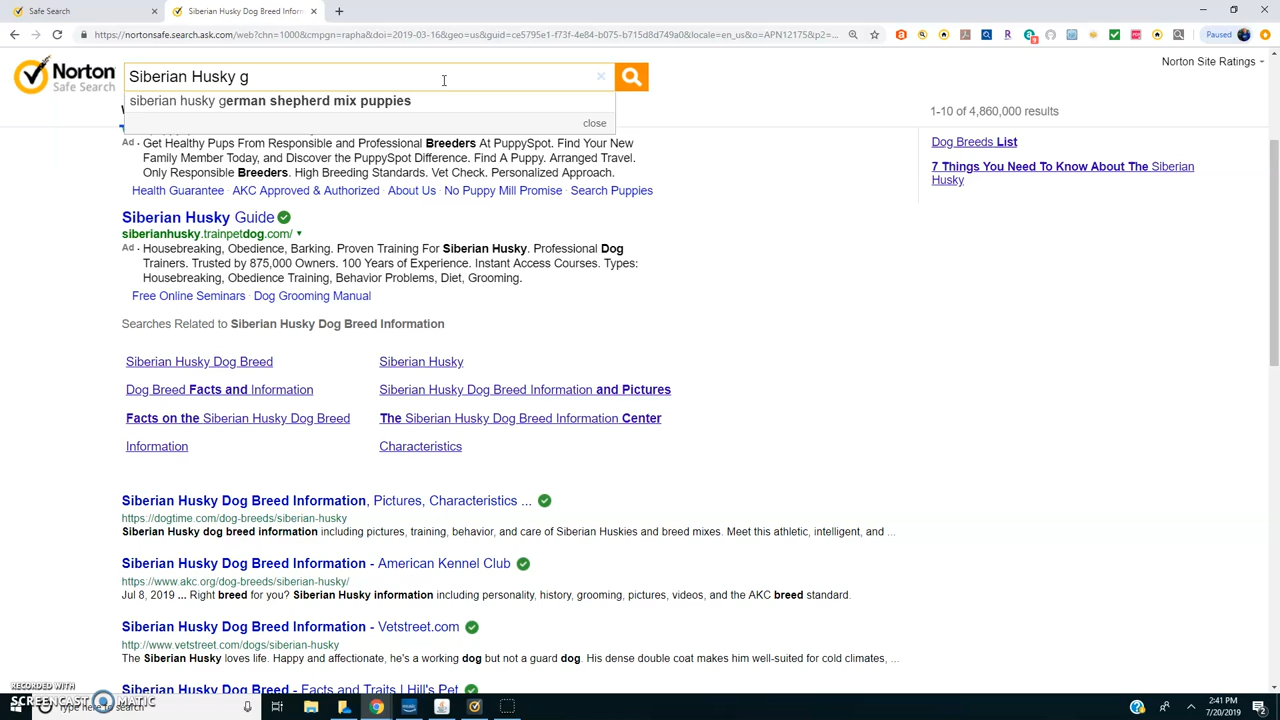 Safe Search
Siberian Husky Dog Breed Inform
https://nortonsafe.search.ask.com/web?chn=1000&cmpgn=rapha&doi=2019-03-16&geo=us&guid=ce5795e1-f73f-4e84-b075-b715d8d749a0&locale=en_us&o=APN12175&p2=...
Paused
Norton
Safe Search
Siberian Husky g
Norton Site Ratings
siberian husky german shepherd mix puppies
close
1-10 of 4,860,000 results
Dog Breeds List
7 Things You Need To Know About The Siberian
Husky
Ad · Get Healthy Pups From Responsible and Professional Breeders At PuppySpot. Find Your New
Family Member Today, and Discover the PuppySpot Difference. Find A Puppy. Arranged Travel.
Only Responsible Breeders. High Breeding Standards. Vet Check. Personalized Approach.
Health Guarantee · AKC Approved & Authorized · About Us · No Puppy Mill Promise · Search Puppies
Siberian Husky Guide
siberianhusky.trainpetdog.com/
Ad · Housebreaking, Obedience, Barking. Proven Training For Siberian Husky. Professional Dog
Trainers. Trusted by 875,000 Owners. 100 Years of Experience. Instant Access Courses. Types:
Housebreaking, Obedience Training, Behavior Problems, Diet, Grooming.
Free Online Seminars · Dog Grooming Manual
Searches Related to Siberian Husky Dog Breed Information
Siberian Husky Dog Breed
Siberian Husky
Dog Breed Facts and Information
Siberian Husky Dog Breed Information and Pictures
Facts on the Siberian Husky Dog Breed
The Siberian Husky Dog Breed Information Center
Information
Characteristics
Siberian Husky Dog Breed Information, Pictures, Characteristics ...
https://dogtime.com/dog-breeds/siberian-husky
Siberian Husky dog breed information including pictures, training, behavior, and care of Siberian Huskies and breed mixes. Meet this athletic, intelligent, and ...
Siberian Husky Dog Breed Information - American Kennel Club
https://www.akc.org/dog-breeds/siberian-husky/
Jul 8, 2019 ... Right breed for you? Siberian Husky information including personality, history, grooming, pictures, videos, and the AKC breed standard.
Siberian Husky Dog Breed Information - Vetstreet.com
http://www.vetstreet.com/dogs/siberian-husky
The Siberian Husky loves life. Happy and affectionate, he's a working dog but not a guard dog. His dense double coat makes him well-suited for cold climates, ...
Siberian Husky Dog Breed - Facts and Traits | Hill's Pet
RECORDED WITH
SCREENCAST MATIC
Type here to search
2:41 PM
7/20/2019
2